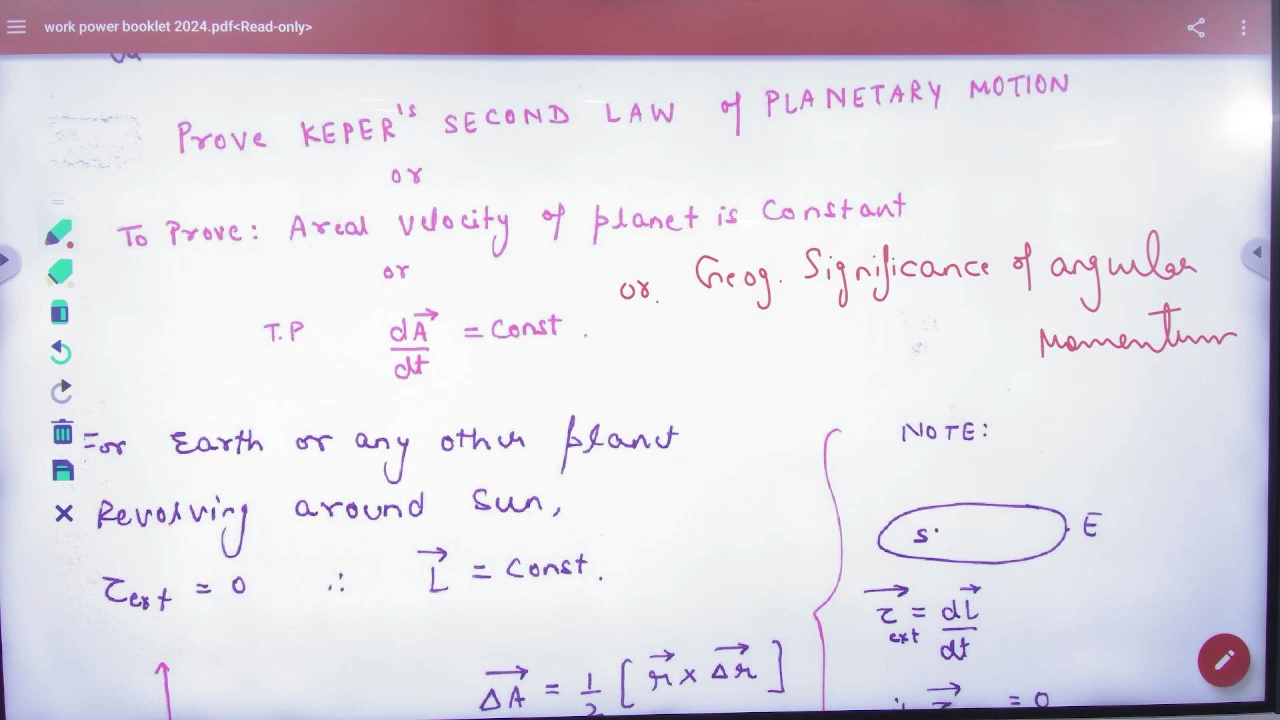 work power booklet 2024.pdf<Read-only>
Prove KEPER's SECOND LAW of PLANETARY MOTION
or
To Prove: Areal velocity of planet is constant
or
or. Geog. Significance of angular
Momentum
T.P dA/dt = const.
For Earth or any other planet
Revolving around sun,
τext = 0 ∴ L = const.
ΔA = 1/2 [r × Δr]
NOTE:
S E
τext = dL/dt
= 0